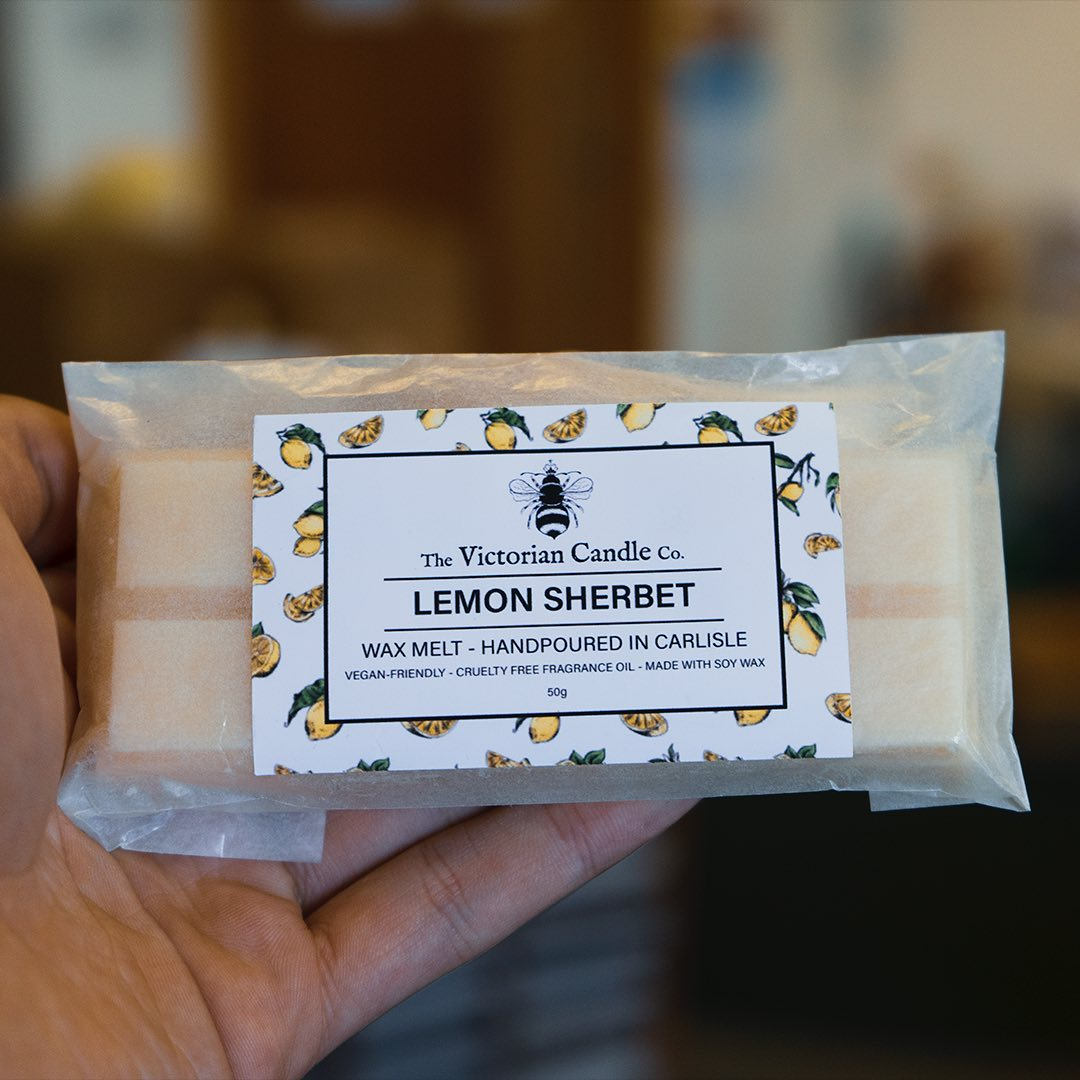 The Victorian Candle Co.
LEMON SHERBET
WAX MELT - HANDPOURED IN CARLISLE
VEGAN-FRIENDLY - CRUELTY FREE FRAGRANCE OIL - MADE WITH SOY WAX
50g